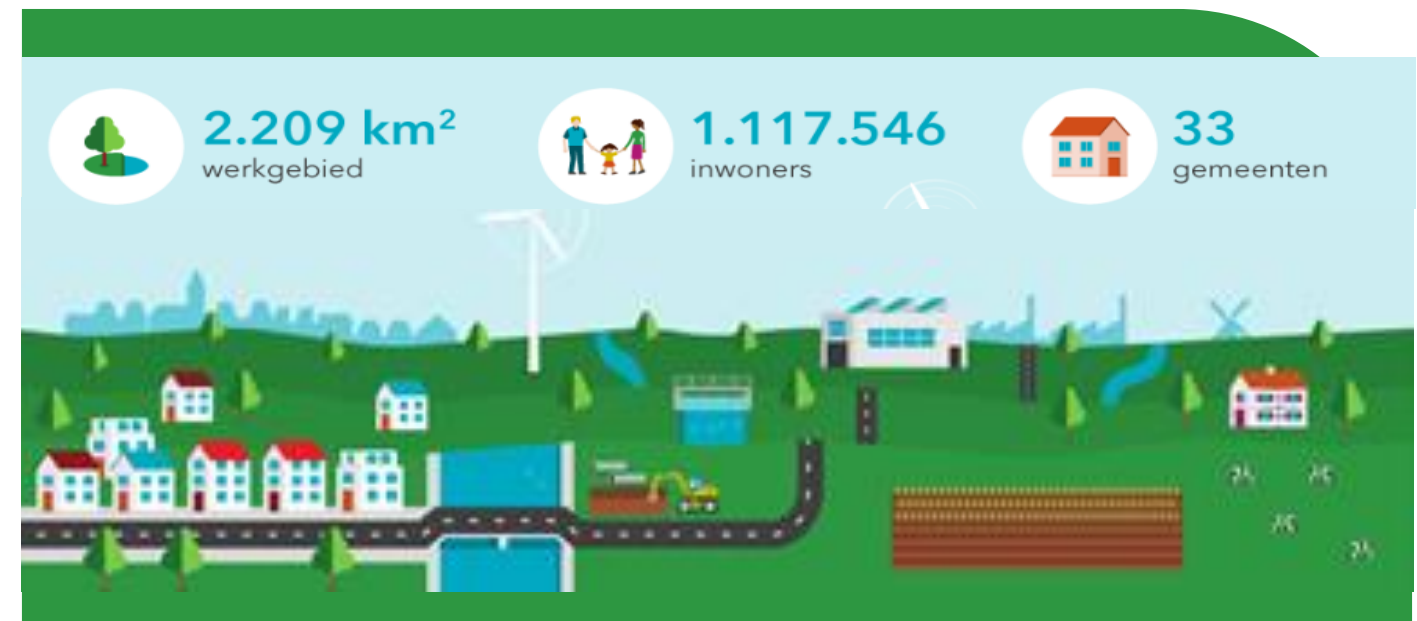 2.209 km²
werkgebied
1.117.546
inwoners
33
gemeenten